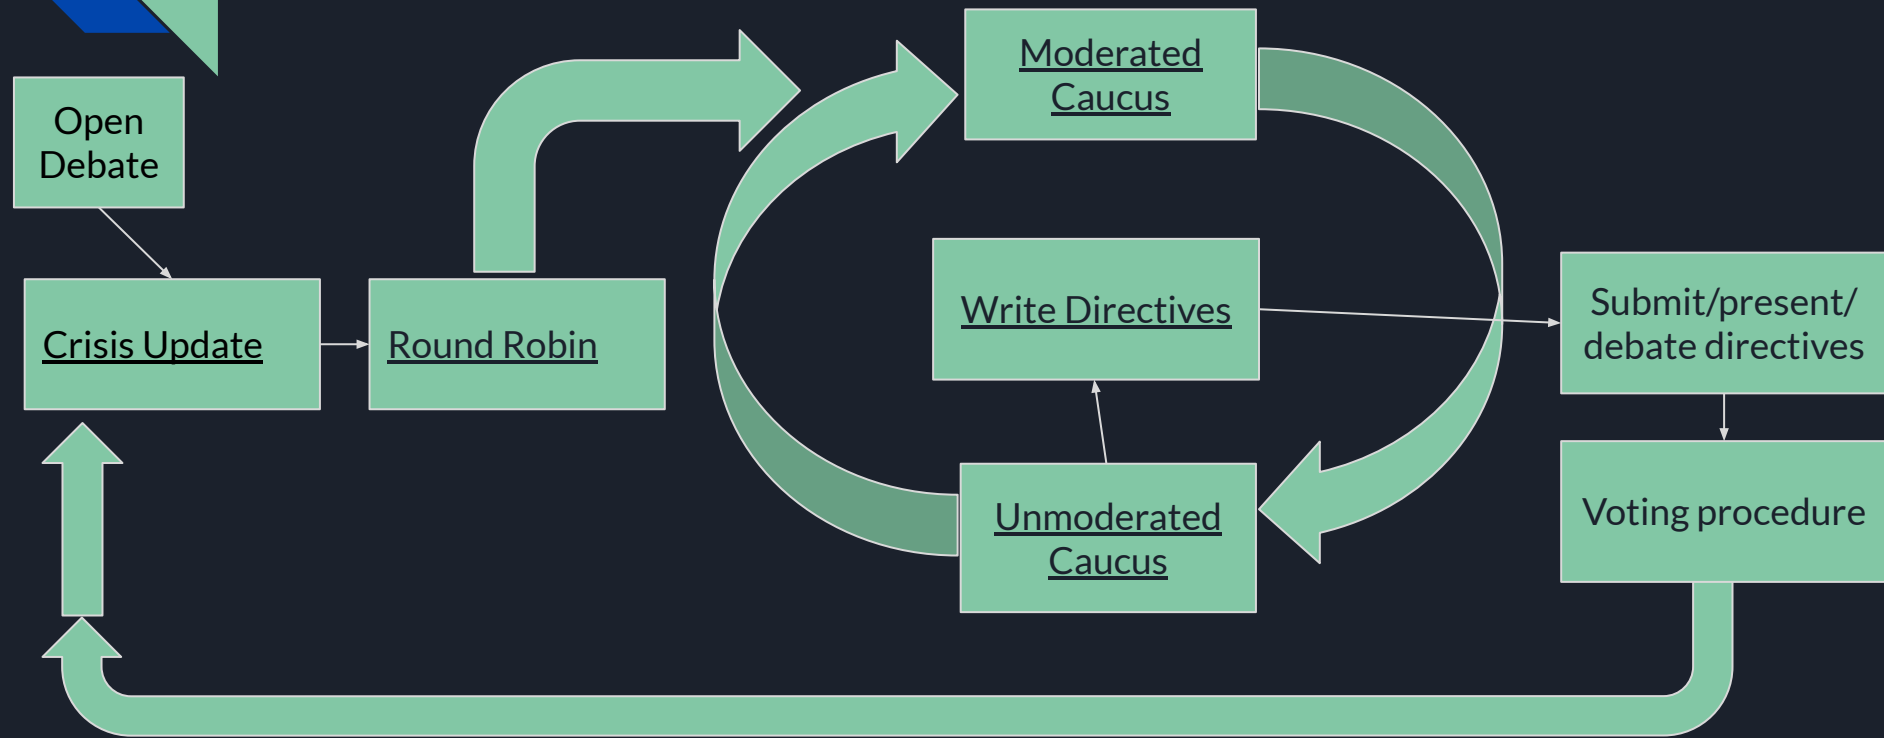 Open
Debate
Crisis Update
Round Robin
Moderated
Caucus
Write Directives
Unmoderated
Caucus
Submit/present/
debate directives
Voting procedure